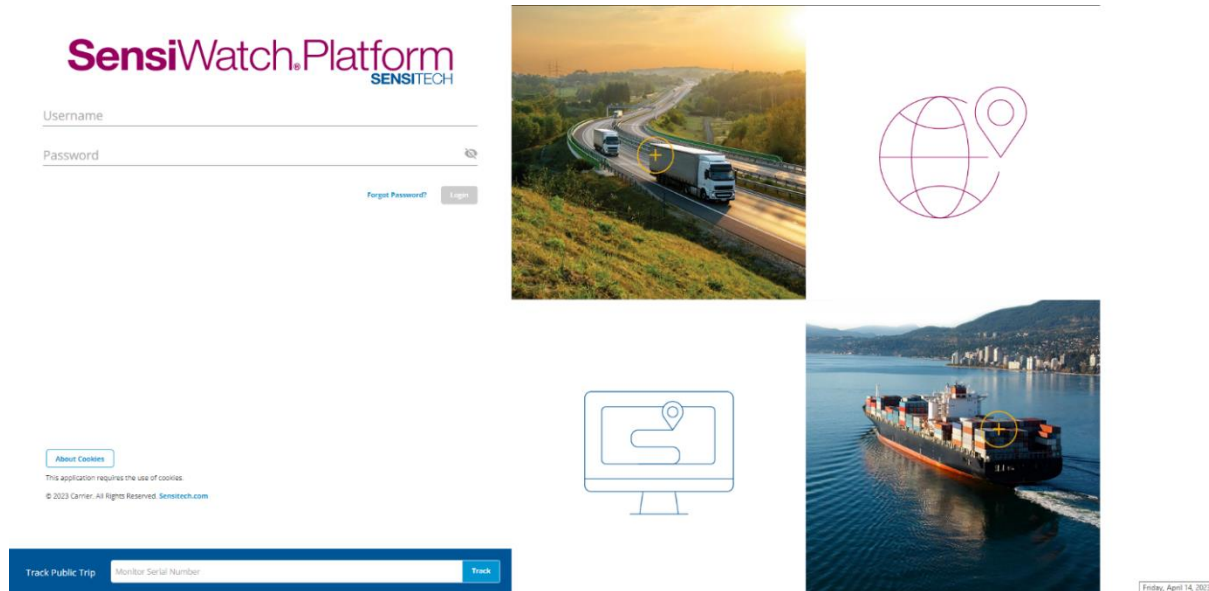 SensiWatch® Platform
SENSITECH
Username
Password
Forgot Password?
Login
About Cookies
This application requires the use of cookies.
© 2023 Carrier. All Rights Reserved. Sensitech.com
Track Public Trip
Monitor Serial Number
Track
Friday, April 14, 2023